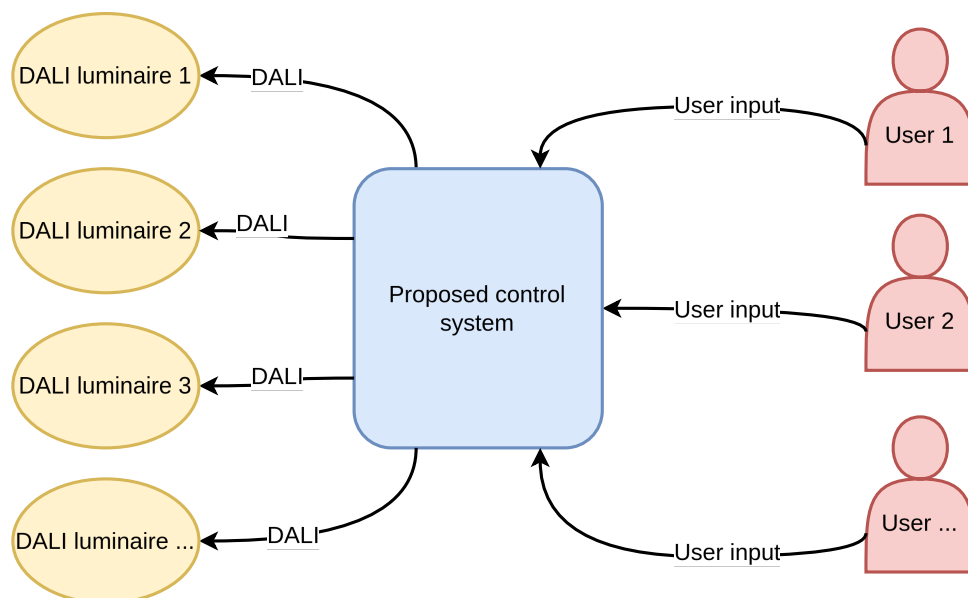 DALI luminaire 1
DALI
User input
User 1
DALI luminaire 2
DALI
Proposed control
system
User input
User 2
DALI luminaire 3
DALI
DALI luminaire ...
DALI
User input
User ...